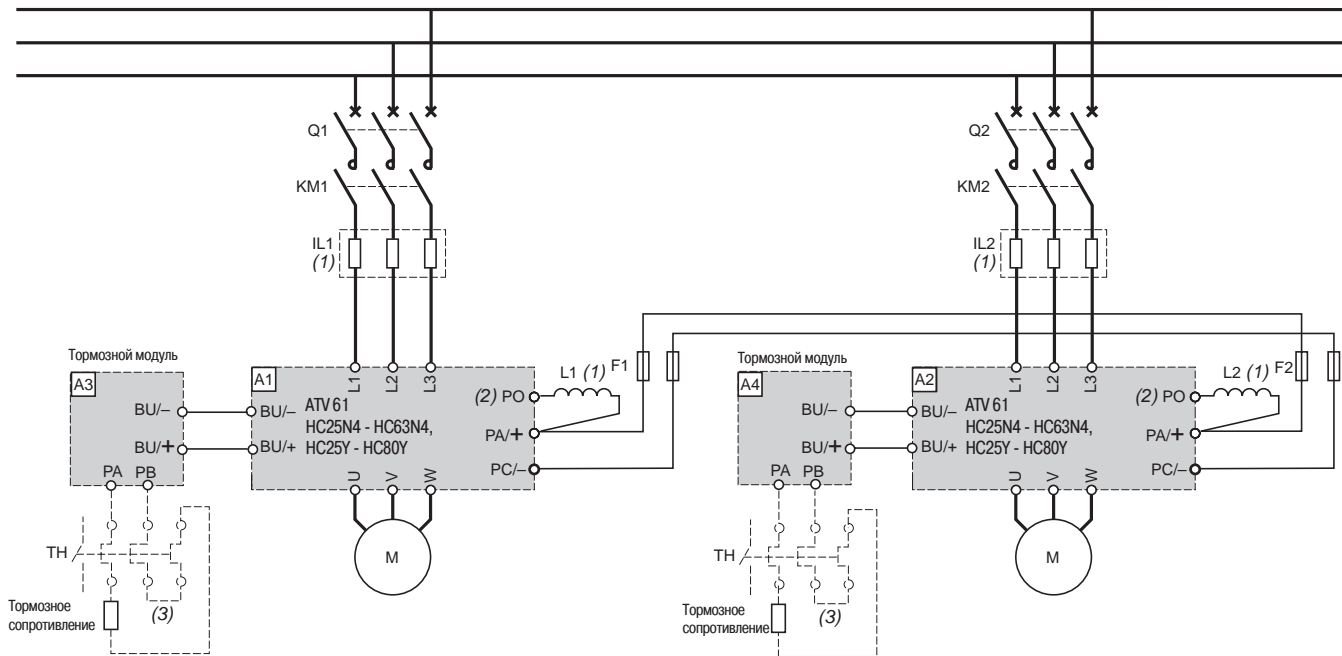 Q1
Q2
KM1
KM2
IL1
(1)
IL2
(1)
Тормозной модуль
A3
BU/–
BU/+
PA PB
A1
L1 L2 L3
BU/–
BU/+
ATV 61
HC25N4 - HC63N4,
HC25Y - HC80Y
U V W
(2) PO
PA/+
PC/–
L1 (1) F1
M
TH
(3)
Тормозное
сопротивление
Тормозной модуль
A4
BU/–
BU/+
PA PB
A2
L1 L2 L3
BU/–
BU/+
ATV 61
HC25N4 - HC63N4,
HC25Y - HC80Y
U V W
(2) PO
PA/+
PC/–
L2 (1) F2
M
TH
(3)
Тормозное
сопротивление